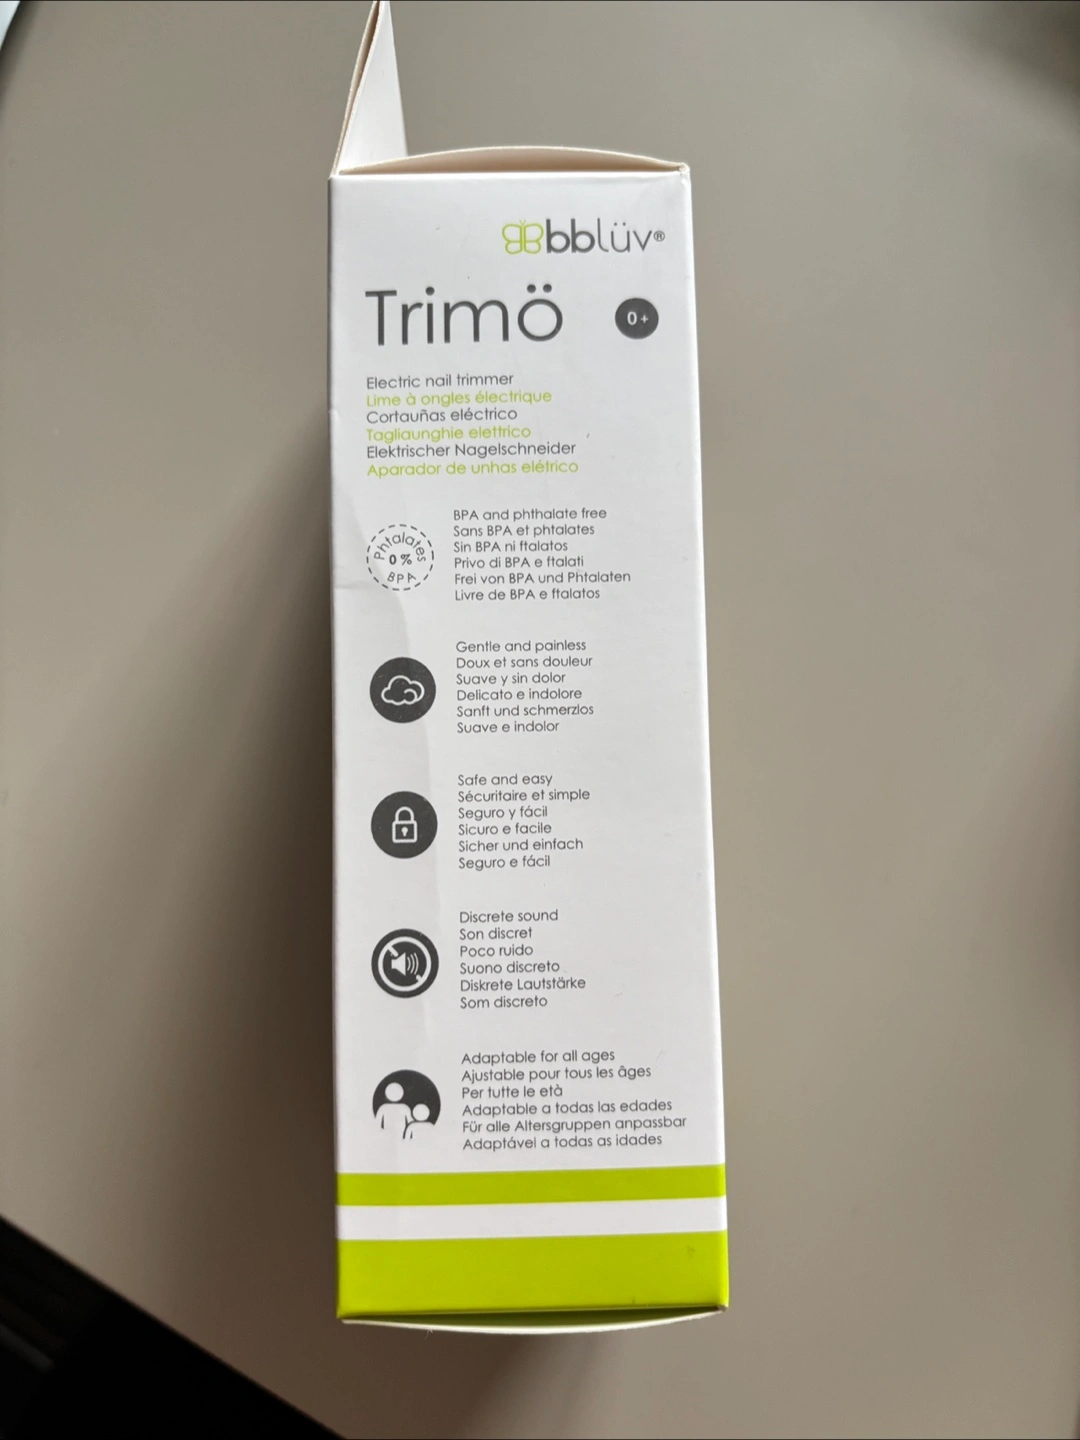 bblüv®
Trimö
0+
Electric nail trimmer
Lime à ongles électrique
Cortauñas eléctrico
Tagliaunghie elettrico
Elektrischer Nagelschneider
Aparador de unhas elétrico
Phtalates
0 %
BPA
BPA and phthalate free
Sans BPA et phtalates
Sin BPA ni ftalatos
Privo di BPA e ftalati
Frei von BPA und Phtalaten
Livre de BPA e ftalatos
Gentle and painless
Doux et sans douleur
Suave y sin dolor
Delicato e indolore
Sanft und schmerzlos
Suave e indolor
Safe and easy
Sécuritaire et simple
Seguro y fácil
Sicuro e facile
Sicher und einfach
Seguro e fácil
Discrete sound
Son discret
Poco ruido
Suono discreto
Diskrete Lautstärke
Som discreto
Adaptable for all ages
Ajustable pour tous les âges
Per tutte le età
Adaptable a todas las edades
Für alle Altersgruppen anpassbar
Adaptável a todas as idades